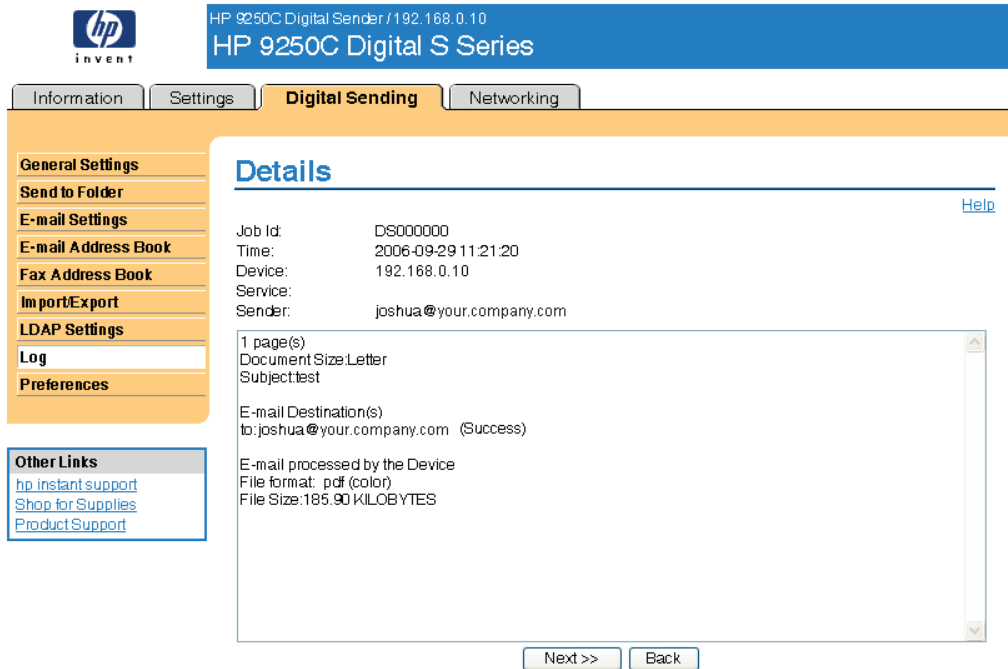 hp
invent
HP 9250C Digital Sender / 192.168.0.10
HP 9250C Digital S Series
Information
Settings
Digital Sending
Networking
General Settings
Send to Folder
E-mail Settings
E-mail Address Book
Fax Address Book
Import/Export
LDAP Settings
Log
Preferences
Other Links
hp instant support
Shop for Supplies
Product Support
Details
Help
Job Id: DS000000
Time: 2006-09-29 11:21:20
Device: 192.168.0.10
Service:
Sender: joshua@your.company.com
1 page(s)
Document Size:Letter
Subject:test
E-mail Destination(s)
to:joshua@your.company.com (Success)
E-mail processed by the Device
File format: pdf (color)
File Size:185.90 KILOBYTES
Next >>
Back